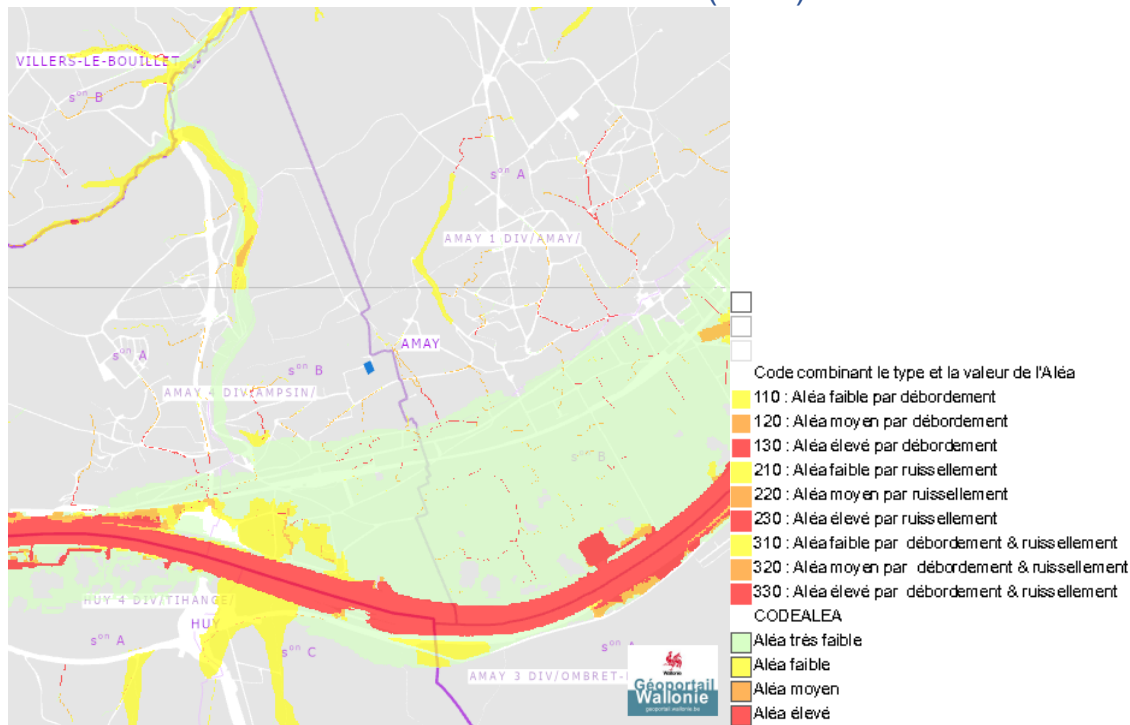 VILLERS-LE-BOUILLET
sᵒⁿ B
sᵒⁿ A
AMAY 1 DIV/AMAY/
AMAY
sᵒⁿ A
sᵒⁿ B
AMAY 4 DIV/AMPSIN/
sᵒⁿ B
HUY 4 DIV/TIHANGE/
HUY
sᵒⁿ A
sᵒⁿ C
AMAY 3 DIV/OMBRET-
Wallonie
Géoportail
Wallonie
geoportail.wallonie.be
Code combinant le type et la valeur de l'Aléa
110 : Aléa faible par débordement
120 : Aléa moyen par débordement
130 : Aléa élevé par débordement
210 : Aléa faible par ruissellement
220 : Aléa moyen par ruissellement
230 : Aléa élevé par ruissellement
310 : Aléa faible par débordement & ruissellement
320 : Aléa moyen par débordement & ruissellement
330 : Aléa élevé par débordement & ruissellement
CODEALEA
Aléa très faible
Aléa faible
Aléa moyen
Aléa élevé